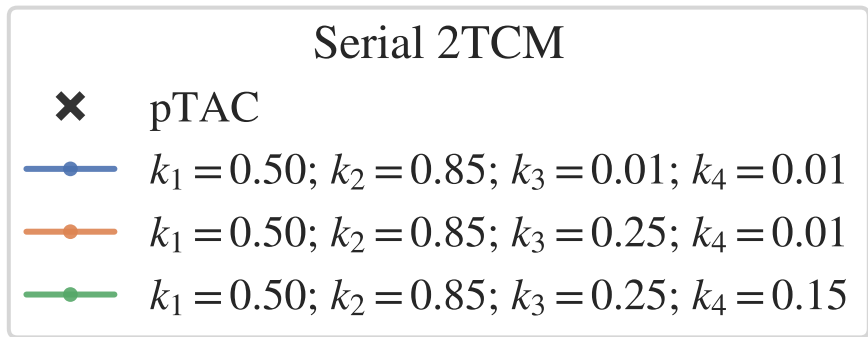 Serial 2TCM
pTAC
k₁ = 0.50; k₂ = 0.85; k₃ = 0.01; k₄ = 0.01
k₁ = 0.50; k₂ = 0.85; k₃ = 0.25; k₄ = 0.01
k₁ = 0.50; k₂ = 0.85; k₃ = 0.25; k₄ = 0.15